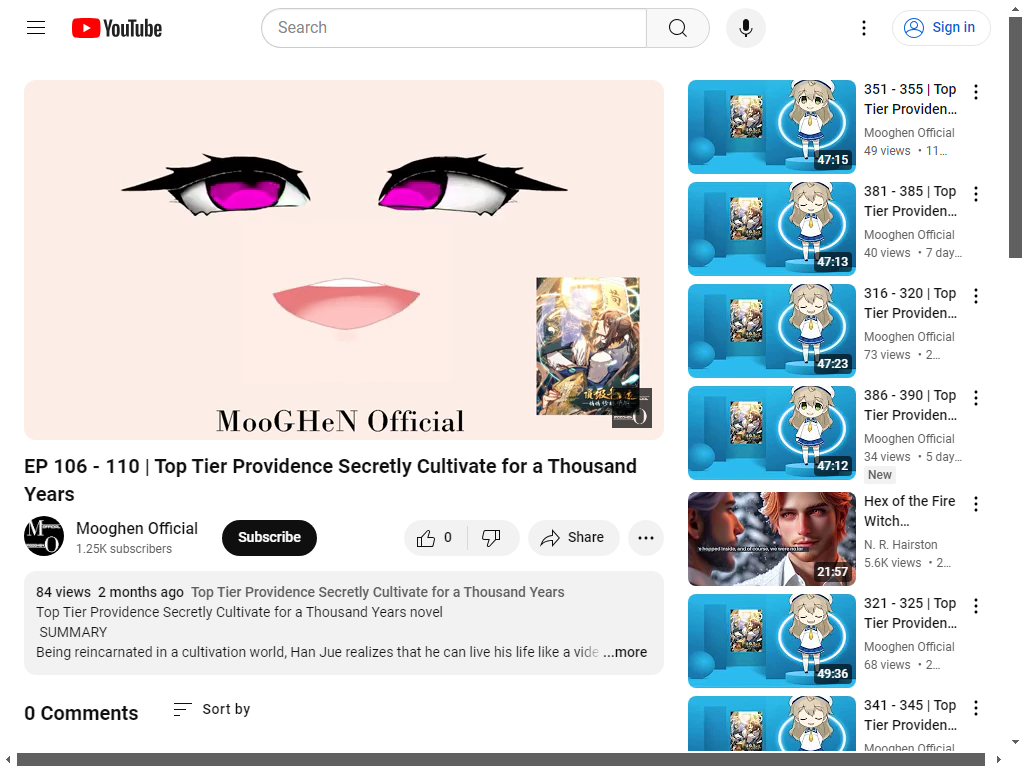 YouTube
Search
Sign in
MooGHeN Official
EP 106 - 110 | Top Tier Providence Secretly Cultivate for a Thousand
Years
Mooghen Official
1.25K subscribers
Subscribe
0
Share
84 views 2 months ago Top Tier Providence Secretly Cultivate for a Thousand Years
Top Tier Providence Secretly Cultivate for a Thousand Years novel
SUMMARY
Being reincarnated in a cultivation world, Han Jue realizes that he can live his life like a vide ...more
0 Comments
Sort by
47:15
351 - 355 | Top
Tier Providen...
Mooghen Official
49 views • 11...
47:13
381 - 385 | Top
Tier Providen...
Mooghen Official
40 views • 7 day...
47:23
316 - 320 | Top
Tier Providen...
Mooghen Official
73 views • 2...
47:12
386 - 390 | Top
Tier Providen...
Mooghen Official
34 views • 5 day...
New
21:57
Hex of the Fire
Witch...
N. R. Hairston
5.6K views • 2...
49:36
321 - 325 | Top
Tier Providen...
Mooghen Official
68 views • 2...
341 - 345 | Top
Tier Providen...
Mooghen Official